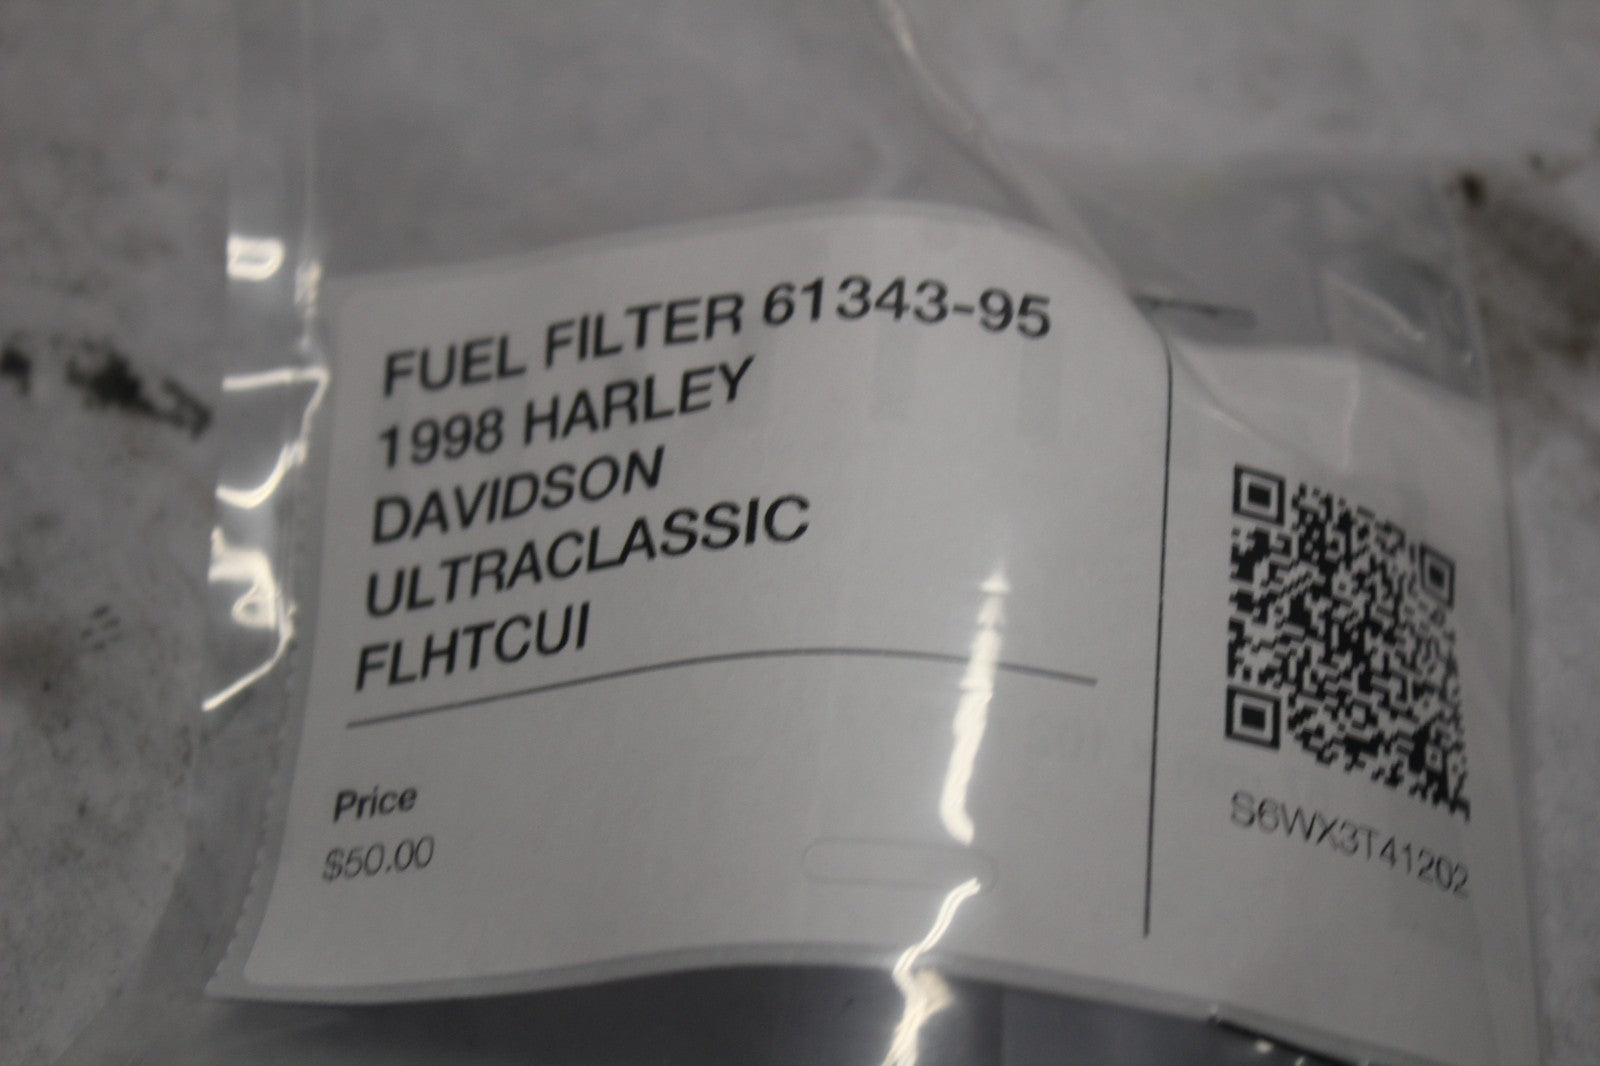 FUEL FILTER 61343-95
1998 HARLEY
DAVIDSON
ULTRACLASSIC
FLHTCUI
Price
$50.00
S6WX3T41202